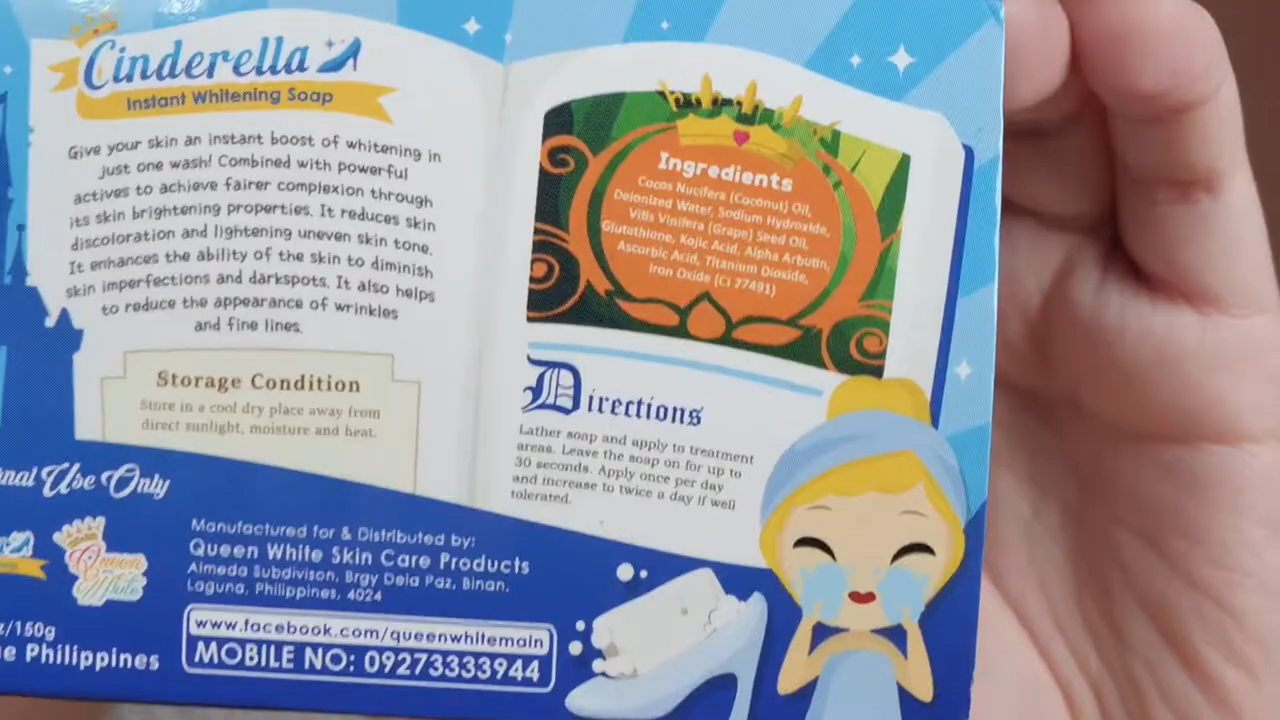 Cinderella
Instant Whitening Soap
Give your skin an instant boost of whitening in
just one wash! Combined with powerful
actives to achieve fairer complexion through
its skin brightening properties. It reduces skin
discoloration and lightening uneven skin tone.
It enhances the ability of the skin to diminish
skin imperfections and darkspots. It also helps
to reduce the appearance of wrinkles
and fine lines.
Storage Condition
Store in a cool dry place away from
direct sunlight, moisture and heat.
Ingredients
Cocos Nucifera (Coconut) Oil,
Deionized Water, Sodium Hydroxide,
Vitis Vinifera (Grape) Seed Oil,
Glutathione, Kojic Acid, Alpha Arbutin,
Ascorbic Acid, Titanium Dioxide,
Iron Oxide (CI 77491)
Directions
Lather soap and apply to treatment
areas. Leave the soap on for up to
30 seconds. Apply once per day
and increase to twice a day if well
tolerated.
Use Only
Queen
White
Manufactured for & Distributed by:
Queen White Skin Care Products
Almeda Subdivison, Brgy Dela Paz, Binan,
Laguna, Philippines, 4024
www.facebook.com/queenwhitemain
MOBILE NO: 09273333944
/150g
Philippines